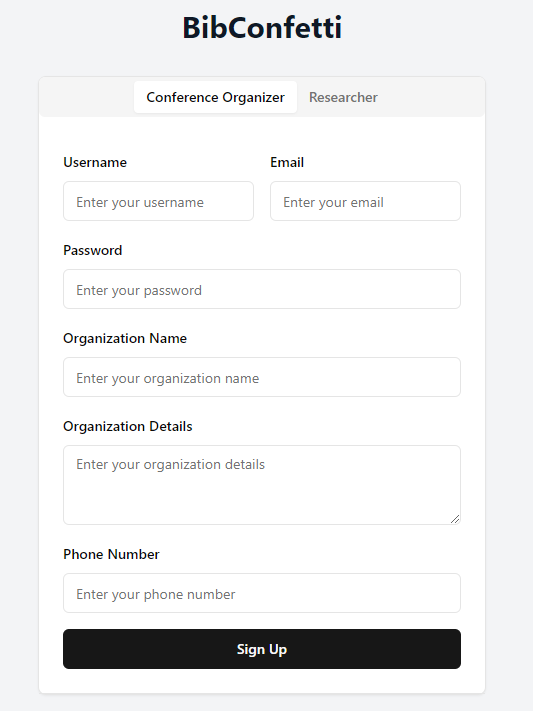 BibConfetti
Conference Organizer Researcher
Username Email
Enter your username Enter your email
Password
Enter your password
Organization Name
Enter your organization name
Organization Details
Enter your organization details
Phone Number
Enter your phone number
Sign Up